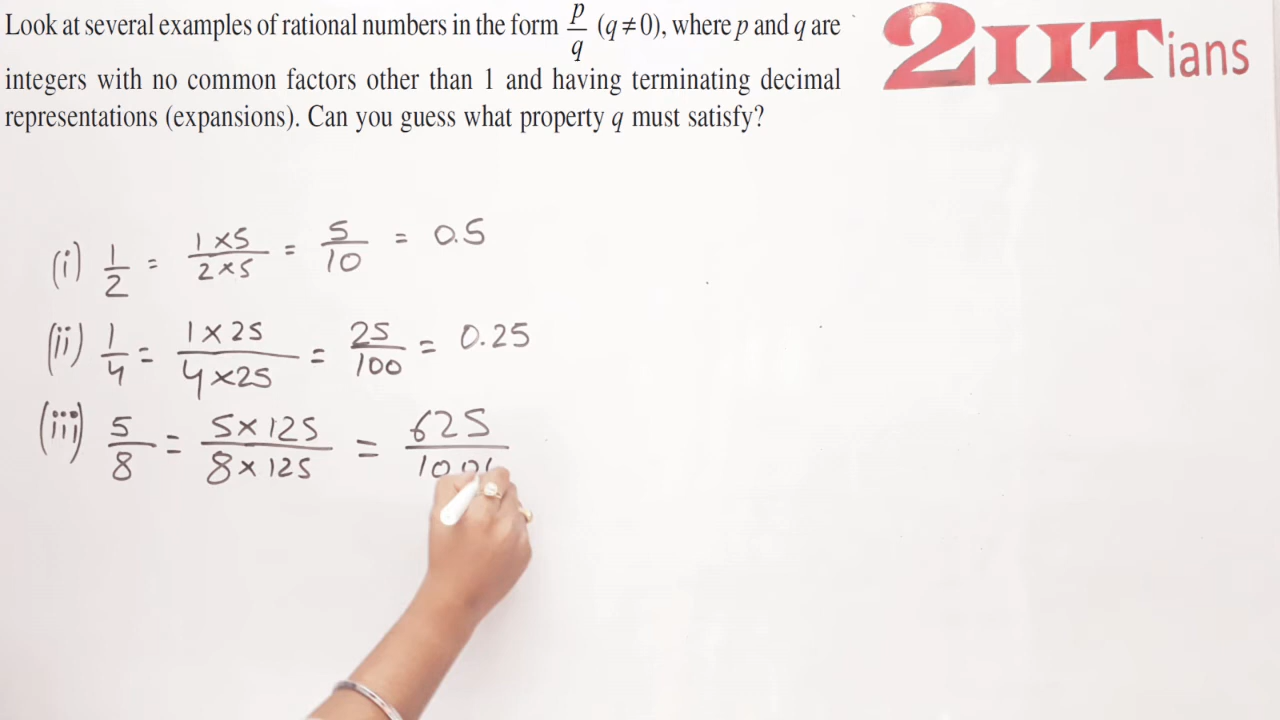 Look at several examples of rational numbers in the form p/q (q ≠ 0), where p and q are
integers with no common factors other than 1 and having terminating decimal
representations (expansions). Can you guess what property q must satisfy?
2IITians
(i) 1/2 = 1 × 5 / 2 × 5 = 5/10 = 0.5
(ii) 1/4 = 1 × 25 / 4 × 25 = 25/100 = 0.25
(iii) 5/8 = 5 × 125 / 8 × 125 = 625/100